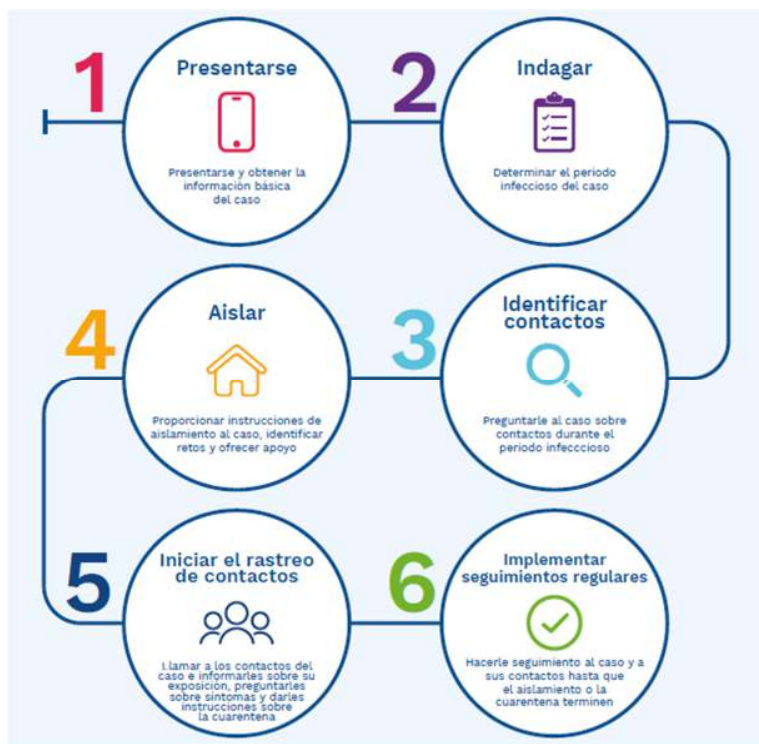 1
Presentarse
Presentarse y obtener la
información básica
del caso
2
Indagar
Determinar el periodo
infeccioso del caso
3
Identificar
contactos
Preguntarle al caso sobre
contactos durante el
periodo infecccioso
4
Aislar
Proporcionar instrucciones de
aislamiento al caso, identificar
retos y ofrecer apoyo
5
Iniciar el rastreo
de contactos
Llamar a los contactos del
caso e informarles sobre su
exposición, preguntarles
sobre síntomas y darles
instrucciones sobre
la cuarentena
6
Implementar
seguimientos regulares
Hacerle seguimiento al caso y a
sus contactos hasta que
el aislamiento o la
cuarentena terminen